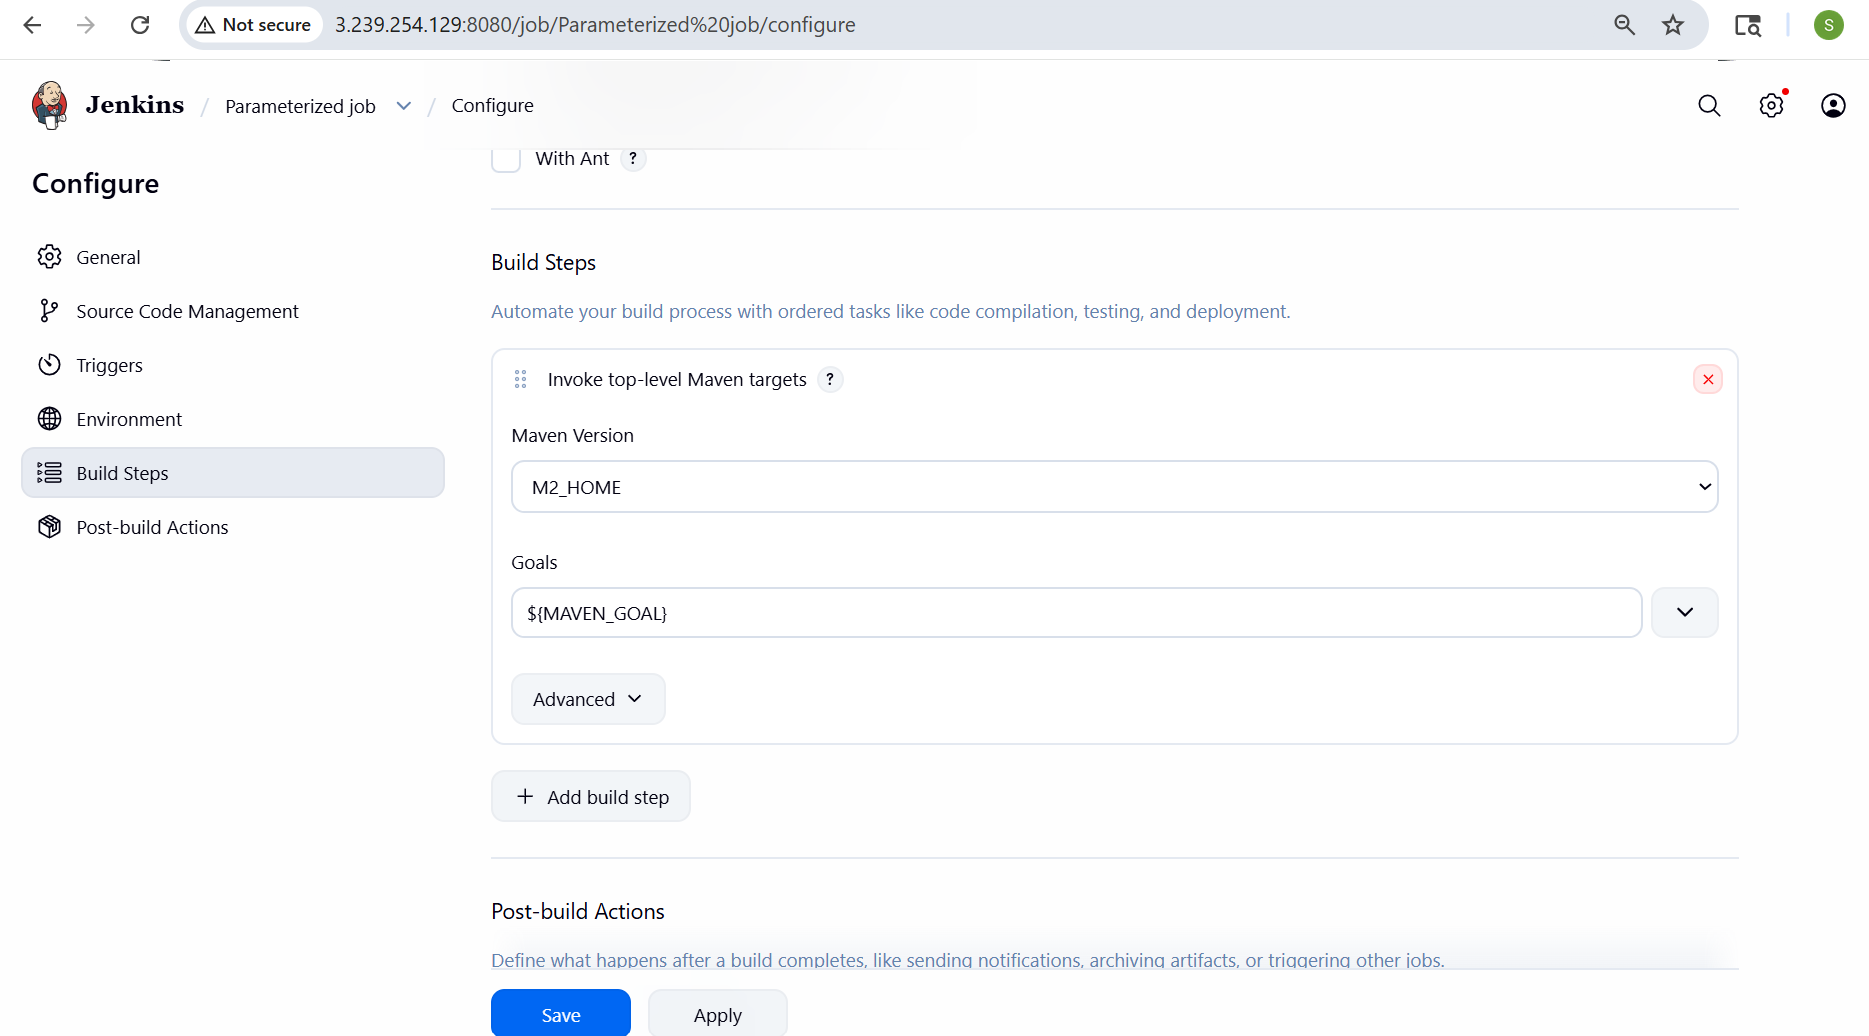 Not secure 3.239.254.129:8080/job/Parameterized%20job/configure S
Jenkins / Parameterized job / Configure
Configure
General
Source Code Management
Triggers
Environment
Build Steps
Post-build Actions
With Ant ?
Build Steps
Automate your build process with ordered tasks like code compilation, testing, and deployment.
Invoke top-level Maven targets ?
Maven Version
M2_HOME
Goals
${MAVEN_GOAL}
Advanced
+ Add build step
Post-build Actions
Define what happens after a build completes, like sending notifications, archiving artifacts, or triggering other jobs.
Save Apply